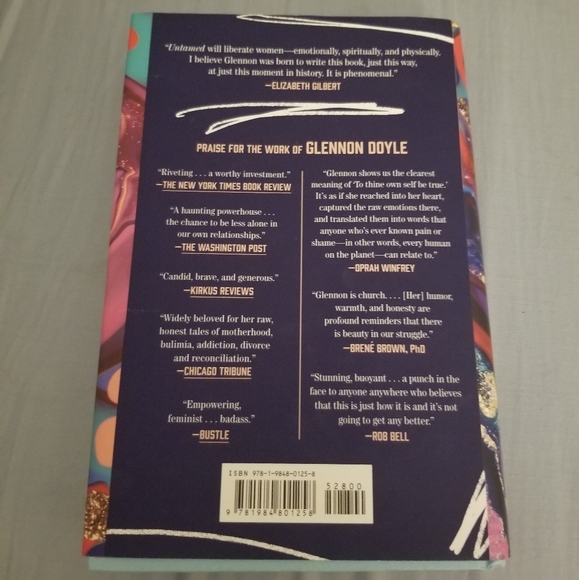 "Untamed will liberate women—emotionally, spiritually, and physically.
I believe Glennon was born to write this book, just this way,
at just this moment in history. It is phenomenal."
—ELIZABETH GILBERT
PRAISE FOR THE WORK OF GLENNON DOYLE
"Riveting . . . a worthy investment."
—THE NEW YORK TIMES BOOK REVIEW
"A haunting powerhouse . . .
the chance to be less alone in
our own relationships."
—THE WASHINGTON POST
"Candid, brave, and generous."
—KIRKUS REVIEWS
"Widely beloved for her raw,
honest tales of motherhood,
bulimia, addiction, divorce
and reconciliation."
—CHICAGO TRIBUNE
"Empowering,
feminist . . . badass."
—BUSTLE
"Glennon shows us the clearest
meaning of 'To thine own self be true.'
It's as if she reached into her heart,
captured the raw emotions there,
and translated them into words that
anyone who's ever known pain or
shame—in other words, every human
on the planet—can relate to."
—OPRAH WINFREY
"Glennon is church. . . . [Her] humor,
warmth, and honesty are
profound reminders that there
is beauty in our struggle."
—BRENÉ BROWN, PhD
"Stunning, buoyant . . . a punch in the
face to anyone anywhere who believes
that this is just how it is and it's not
going to get any better."
—ROB BELL
ISBN 978-1-9848-0125-8
52800
9 781984 801258